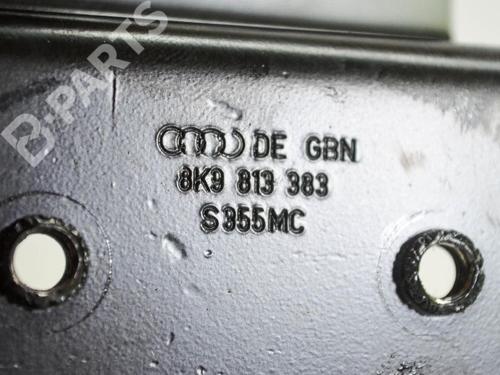 B-PARTS
DE GBN
8K9 813 383
S355MC